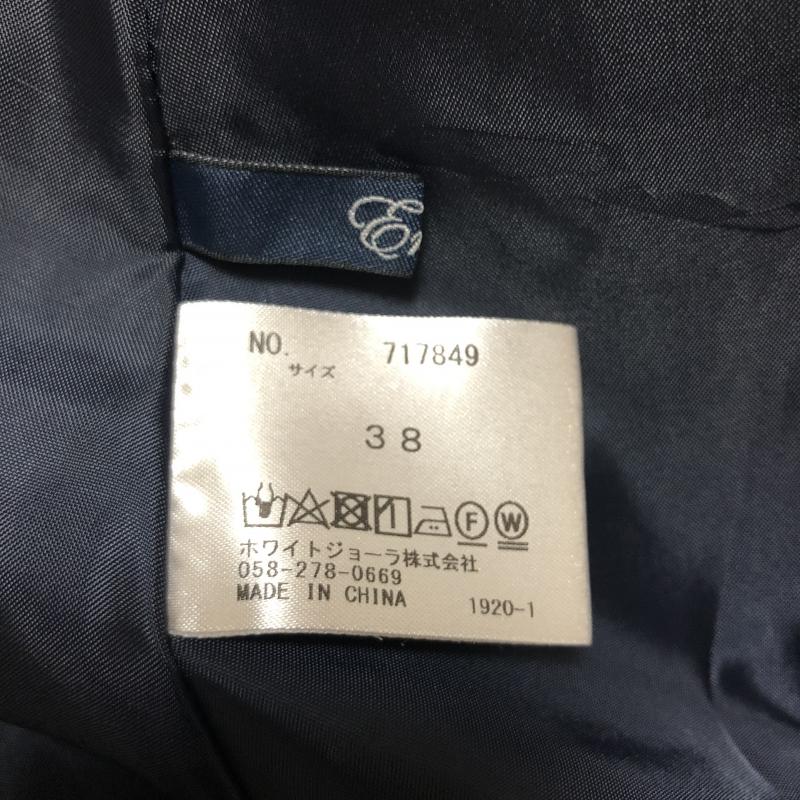 NO. 717849
サイズ
38
F W
ホワイトジョーラ株式会社
058-278-0669
MADE IN CHINA 1920-1